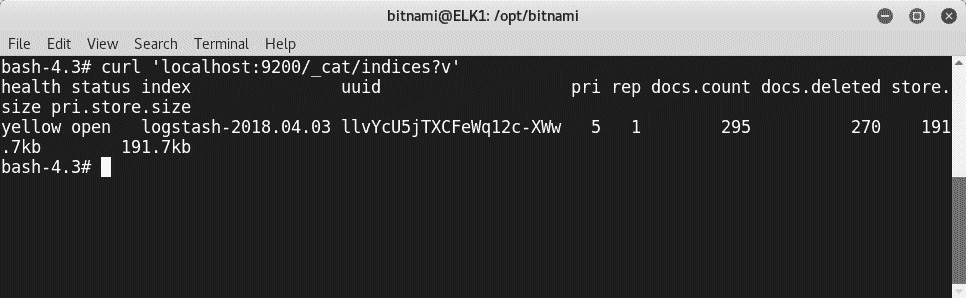 bitnami@ELK1: /opt/bitnami
File Edit View Search Terminal Help
bash-4.3# curl 'localhost:9200/_cat/indices?v'
health status index                         uuid                   pri rep docs.count docs.deleted store.
size pri.store.size
yellow open   logstash-2018.04.03 llvYcU5jTXCFeWq12c-XWw   5   1        295          270    191
.7kb        191.7kb
bash-4.3#